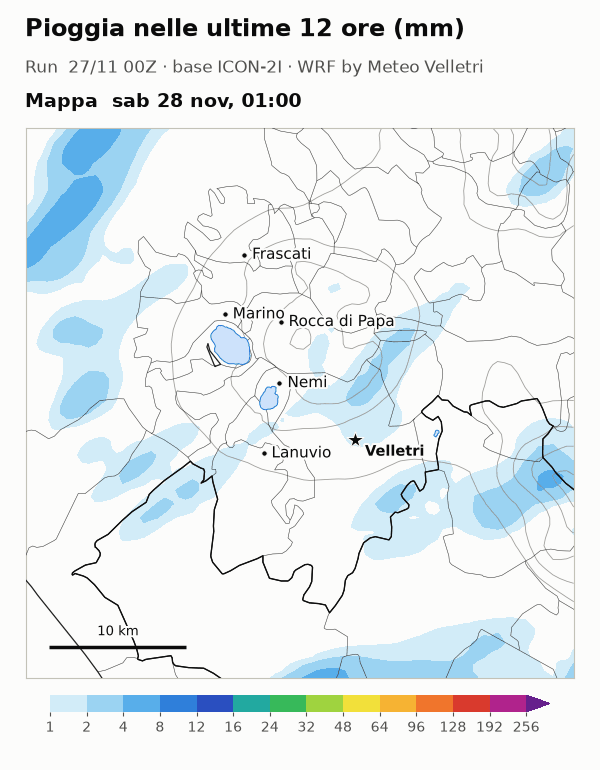 Pioggia nelle ultime 12 ore (mm)
Run 27/11 00Z · base ICON-2I · WRF by Meteo Velletri
Mappa sab 28 nov, 01:00
Frascati
Marino
Rocca di Papa
Nemi
Velletri
Lanuvio
10 km
1 2 4 8 12 16 24 32 48 64 96 128 192 256